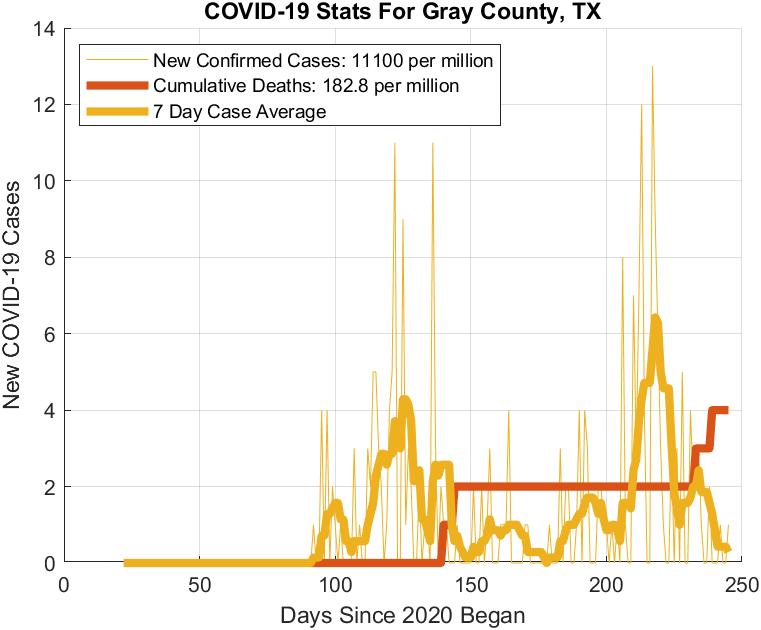 COVID-19 Stats For Gray County, TX
New Confirmed Cases: 11100 per million
Cumulative Deaths: 182.8 per million
7 Day Case Average
New COVID-19 Cases
14
12
10
8
6
4
2
0
0 50 100 150 200 250
Days Since 2020 Began